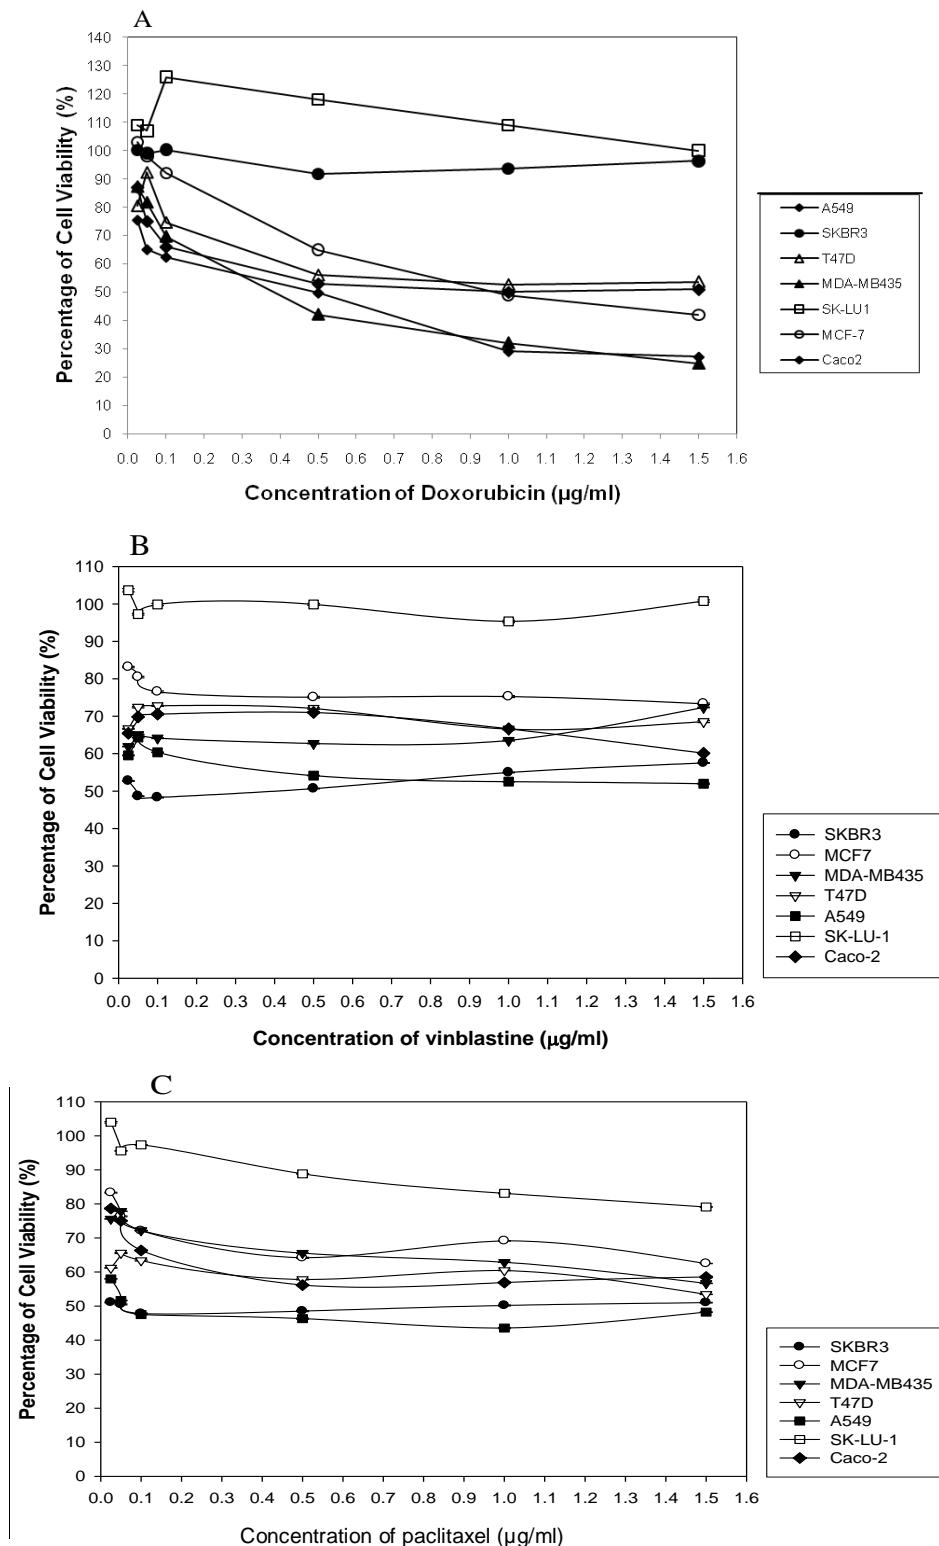 A
140
130
120
110
100
90
80
70
60
50
40
30
20
10
0
Percentage of Cell Viability (%)
0.0 0.1 0.2 0.3 0.4 0.5 0.6 0.7 0.8 0.9 1.0 1.1 1.2 1.3 1.4 1.5 1.6
Concentration of Doxorubicin (µg/ml)
A549
SKBR3
T47D
MDA-MB435
SK-LU1
MCF-7
Caco2
B
110
100
90
80
70
60
50
40
30
20
10
0
Percentage of Cell Viability (%)
0.0 0.1 0.2 0.3 0.4 0.5 0.6 0.7 0.8 0.9 1.0 1.1 1.2 1.3 1.4 1.5 1.6
Concentration of vinblastine (µg/ml)
SKBR3
MCF7
MDA-MB435
T47D
A549
SK-LU-1
Caco-2
C
110
100
90
80
70
60
50
40
30
20
10
0
Percentage of Cell Viability (%)
0.0 0.1 0.2 0.3 0.4 0.5 0.6 0.7 0.8 0.9 1.0 1.1 1.2 1.3 1.4 1.5 1.6
Concentration of paclitaxel (µg/ml)
SKBR3
MCF7
MDA-MB435
T47D
A549
SK-LU-1
Caco-2